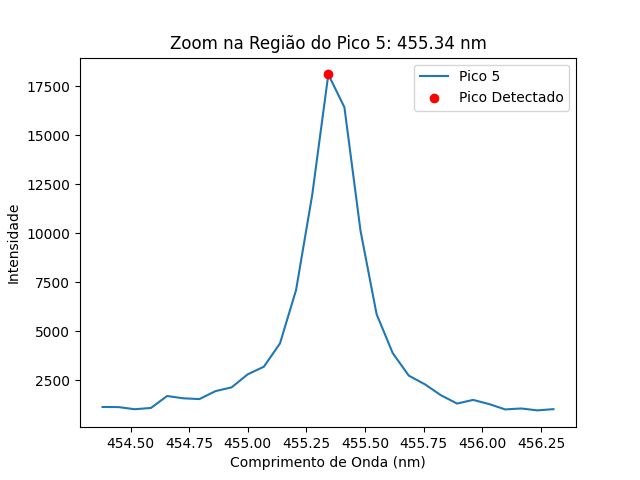 Zoom na Região do Pico 5: 455.34 nm
Pico 5
Pico Detectado
Intensidade
17500
15000
12500
10000
7500
5000
2500
454.50 454.75 455.00 455.25 455.50 455.75 456.00 456.25
Comprimento de Onda (nm)